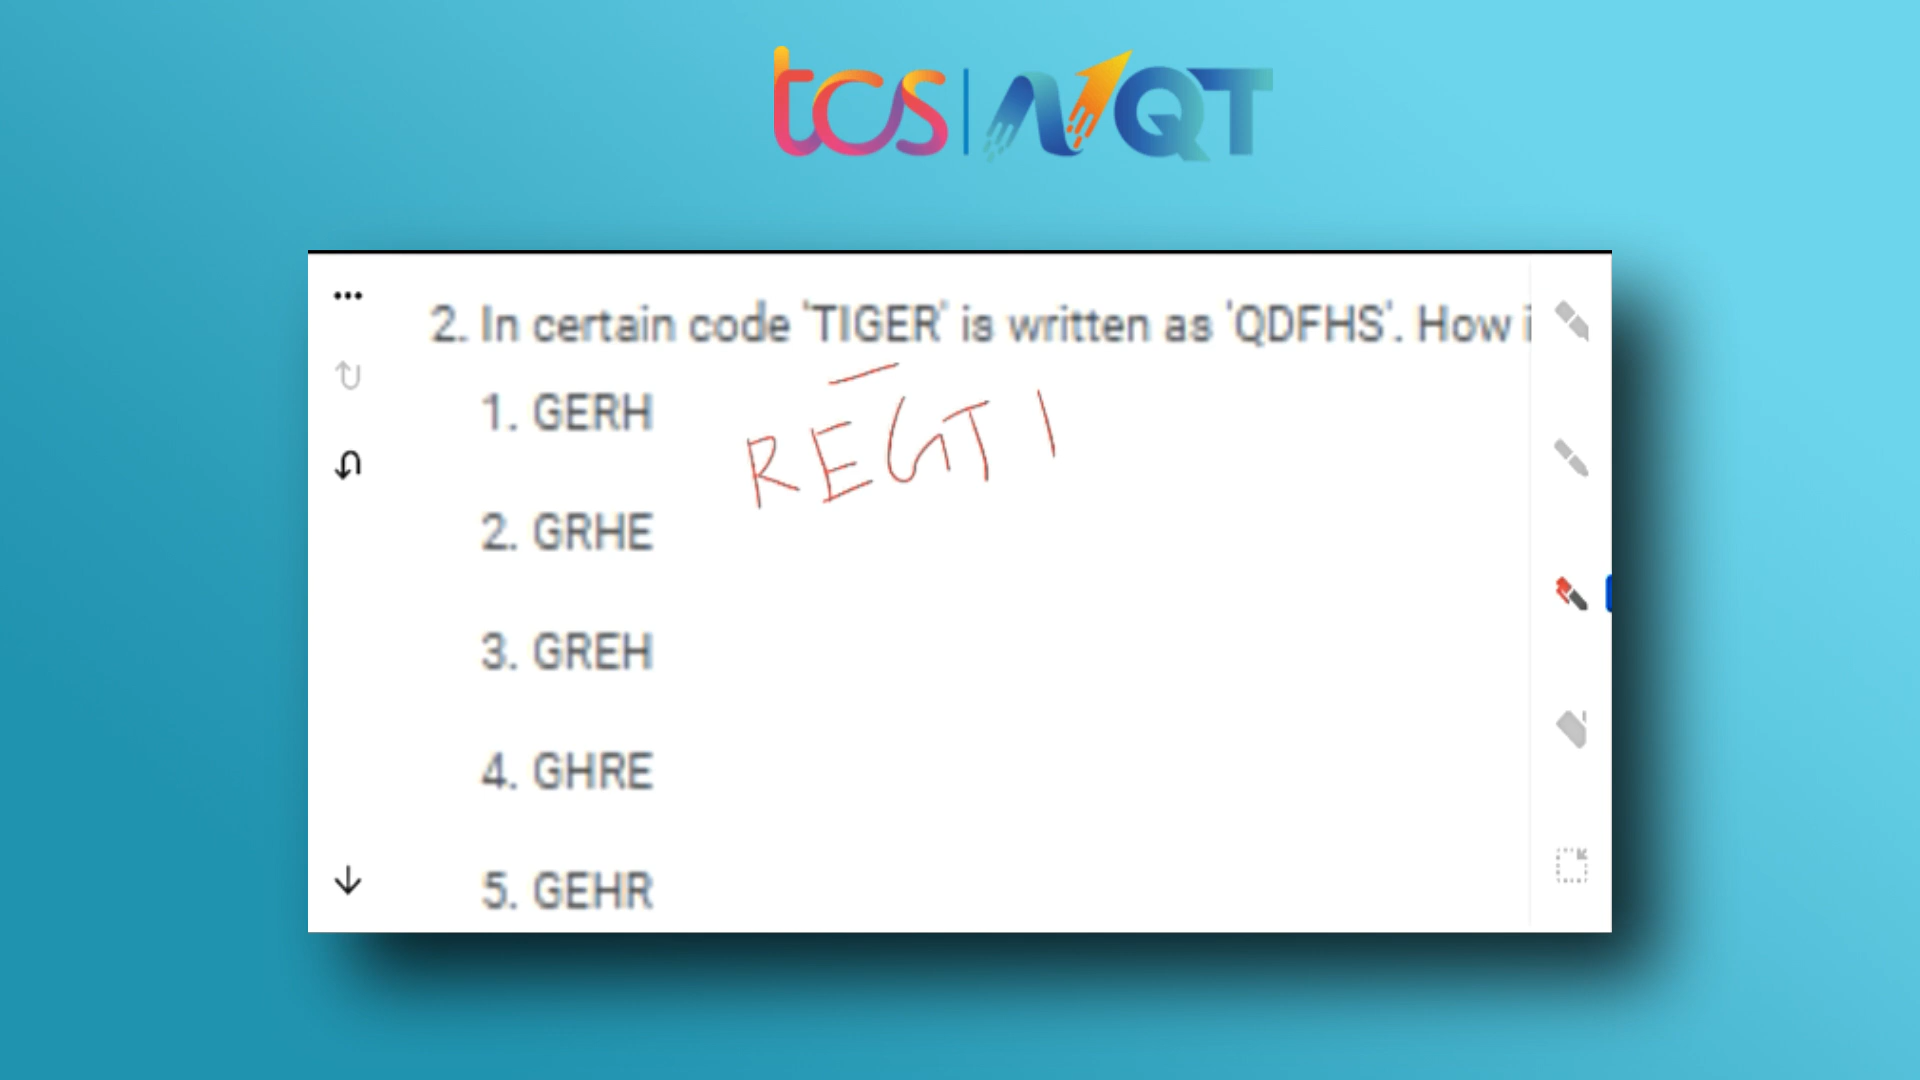 tcs | NQT
2. In certain code 'TIGER' is written as 'QDFHS'. How i
1. GERH
REGTI
2. GRHE
3. GREH
4. GHRE
5. GEHR